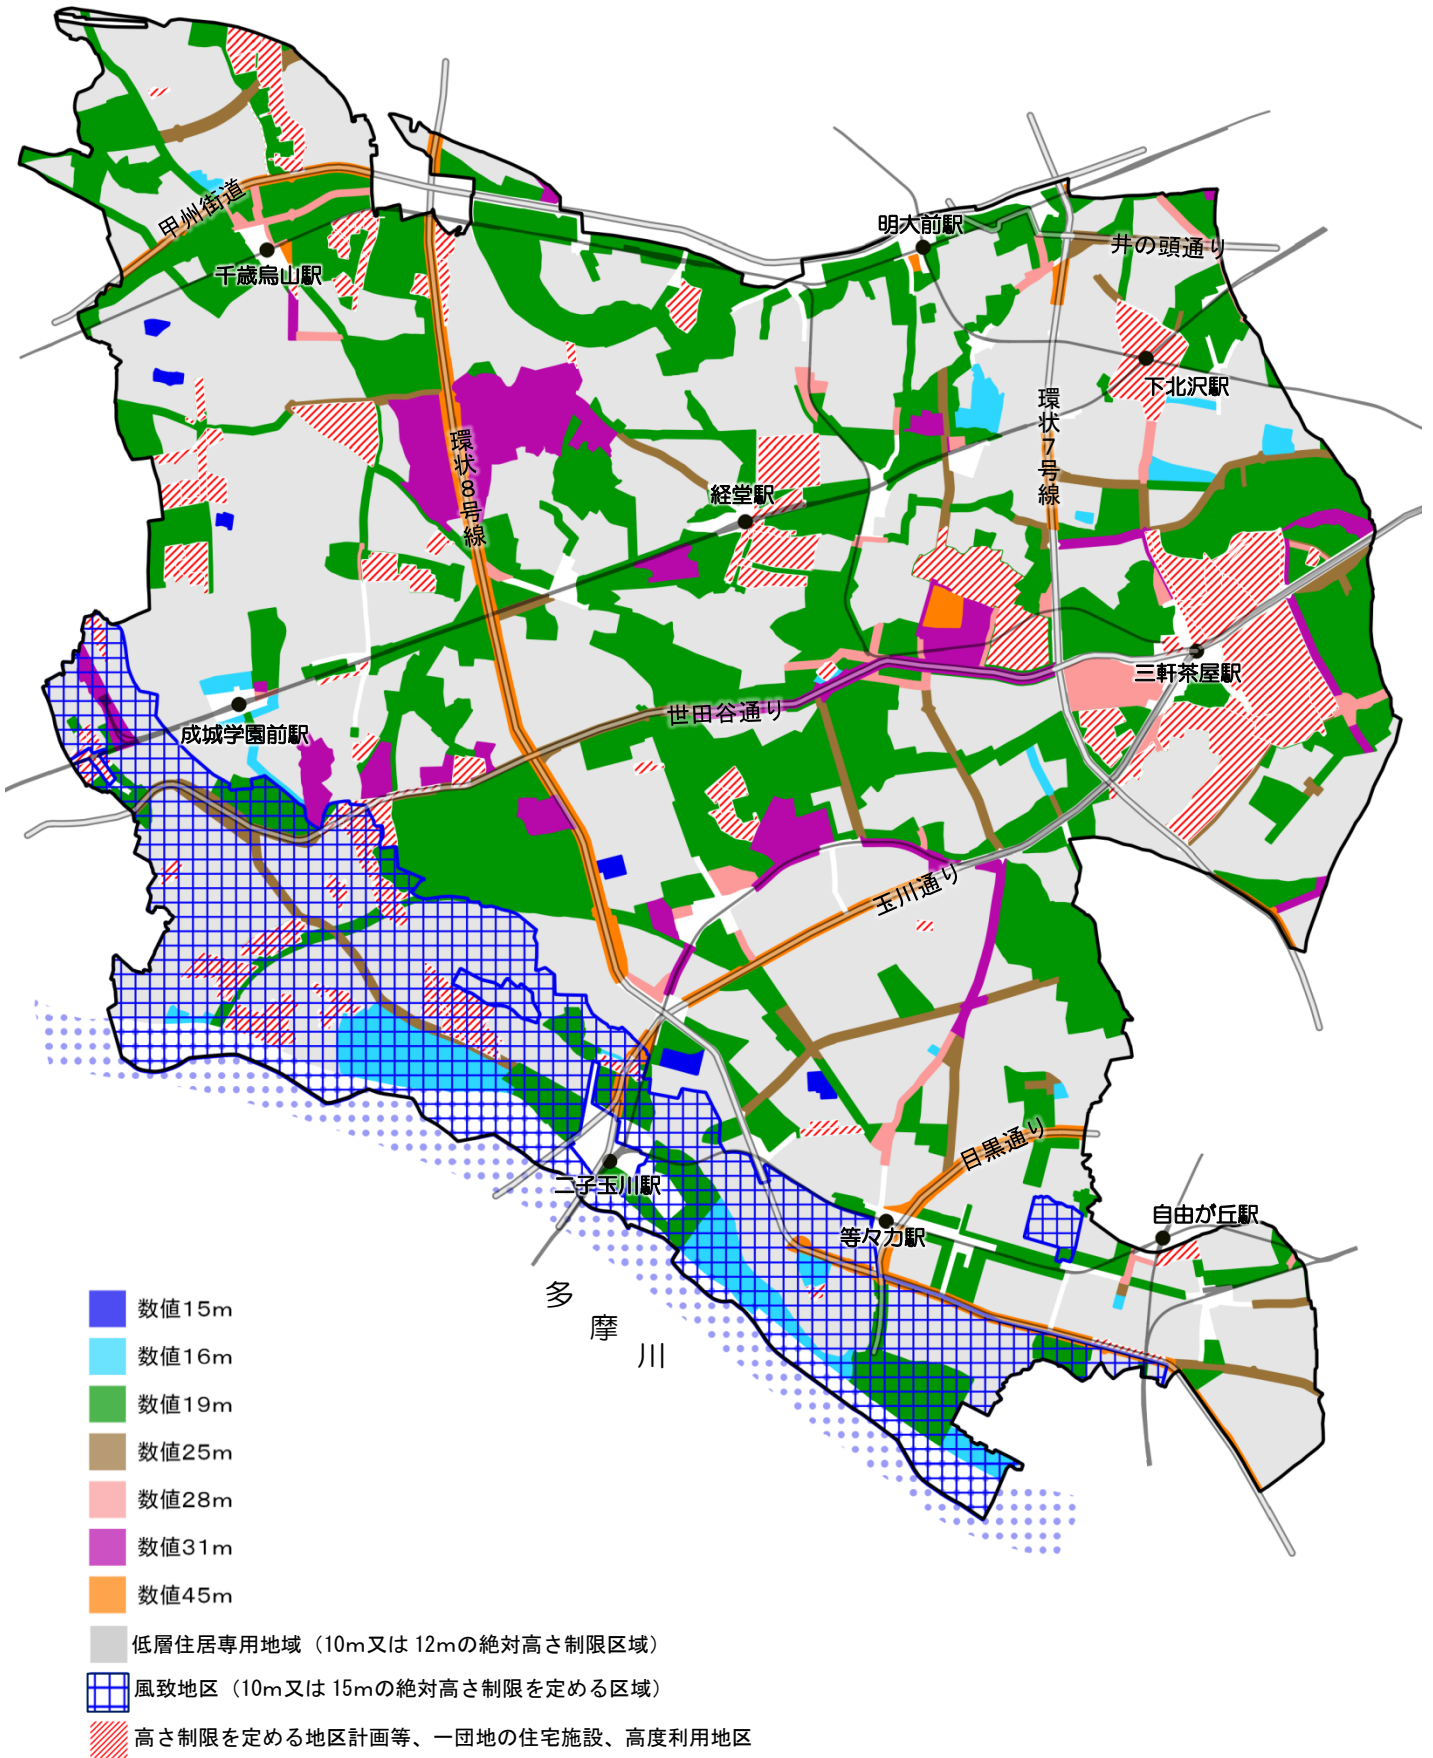 甲州街道
千歳烏山駅
明大前駅
井の頭通り
下北沢駅
環状7号線
環状8号線
経堂駅
三軒茶屋駅
世田谷通り
成城学園前駅
玉川通り
目黒通り
二子玉川駅
等々力駅
自由が丘駅
多摩川
数値15m
数値16m
数値19m
数値25m
数値28m
数値31m
数値45m
低層住居専用地域（10m又は12mの絶対高さ制限区域）
風致地区（10m又は15mの絶対高さ制限を定める区域）
高さ制限を定める地区計画等、一団地の住宅施設、高度利用地区